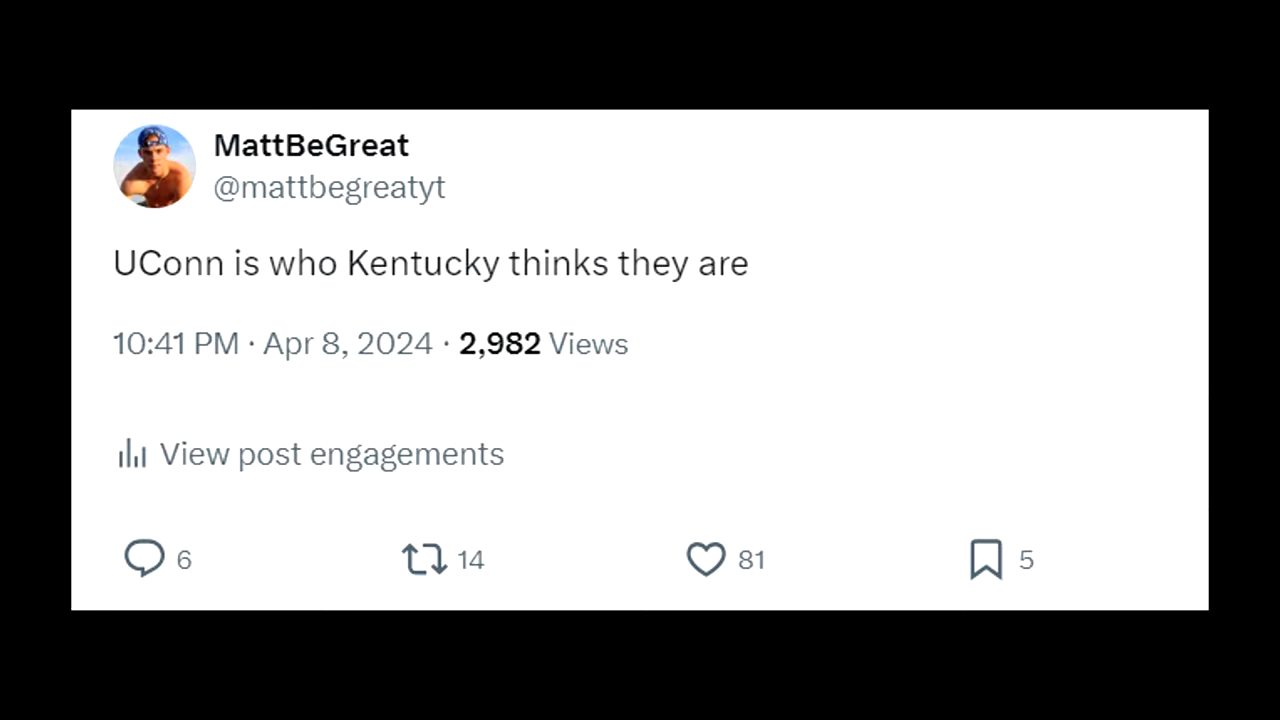 MattBeGreat
@mattbegreatyt
UConn is who Kentucky thinks they are
10:41 PM · Apr 8, 2024 · 2,982 Views
View post engagements
6 14 81 5